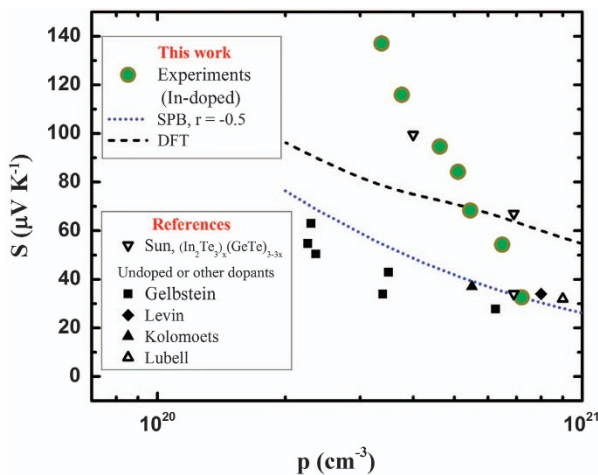 140
120
100
80
60
40
20
0
S (μV K⁻¹)
This work
Experiments
(In-doped)
SPB, r = -0.5
DFT
References
Sun, (In₂Te₃)ₓ(GeTe)₃₋₃ₓ
Undoped or other dopants
Gelbstein
Levin
Kolomoets
Lubell
10²⁰
10²¹
p (cm⁻³)